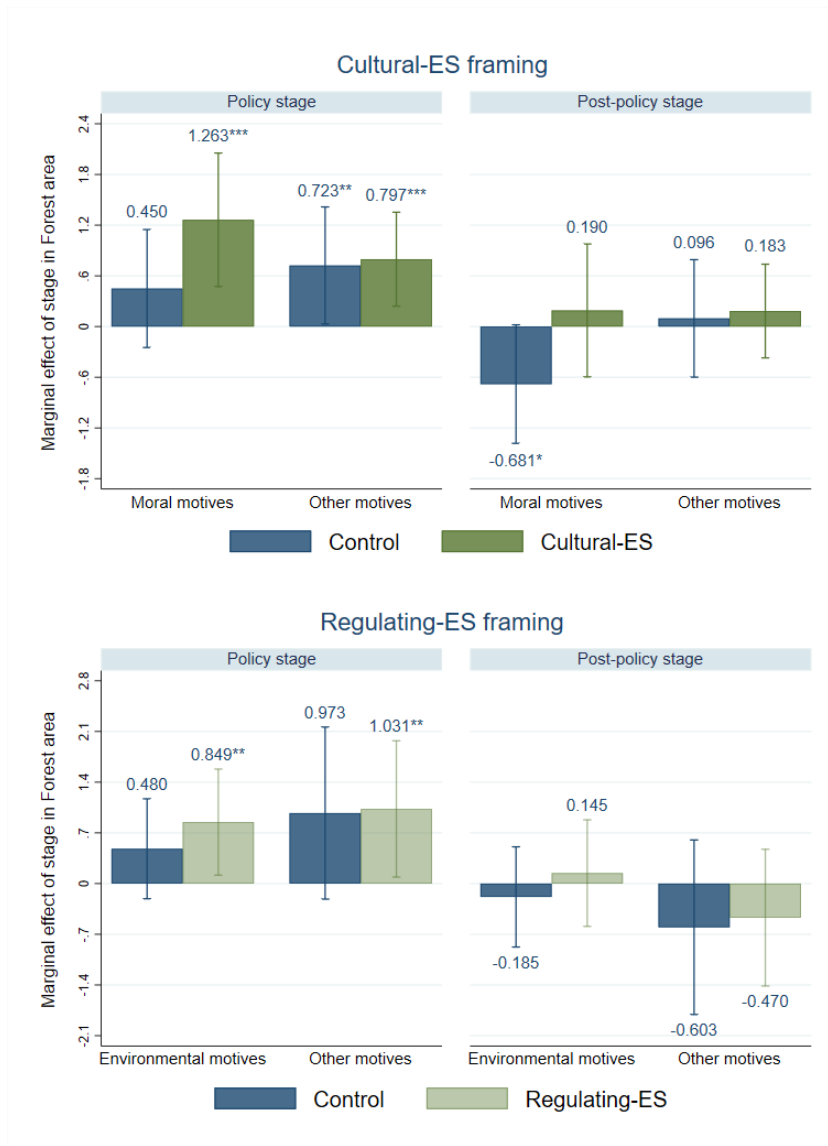 Cultural-ES framing
Policy stage
Post-policy stage
Marginal effect of stage in Forest area
2.4
1.8
1.2
.6
0
-.6
-1.2
-1.8
0.450
1.263***
0.723**
0.797***
-0.681*
0.190
0.096
0.183
Moral motives
Other motives
Moral motives
Other motives
Control
Cultural-ES
Regulating-ES framing
Policy stage
Post-policy stage
Marginal effect of stage in Forest area
2.8
2.1
1.4
.7
0
-.7
-1.4
-2.1
0.480
0.849**
0.973
1.031**
-0.185
0.145
-0.603
-0.470
Environmental motives
Other motives
Environmental motives
Other motives
Control
Regulating-ES